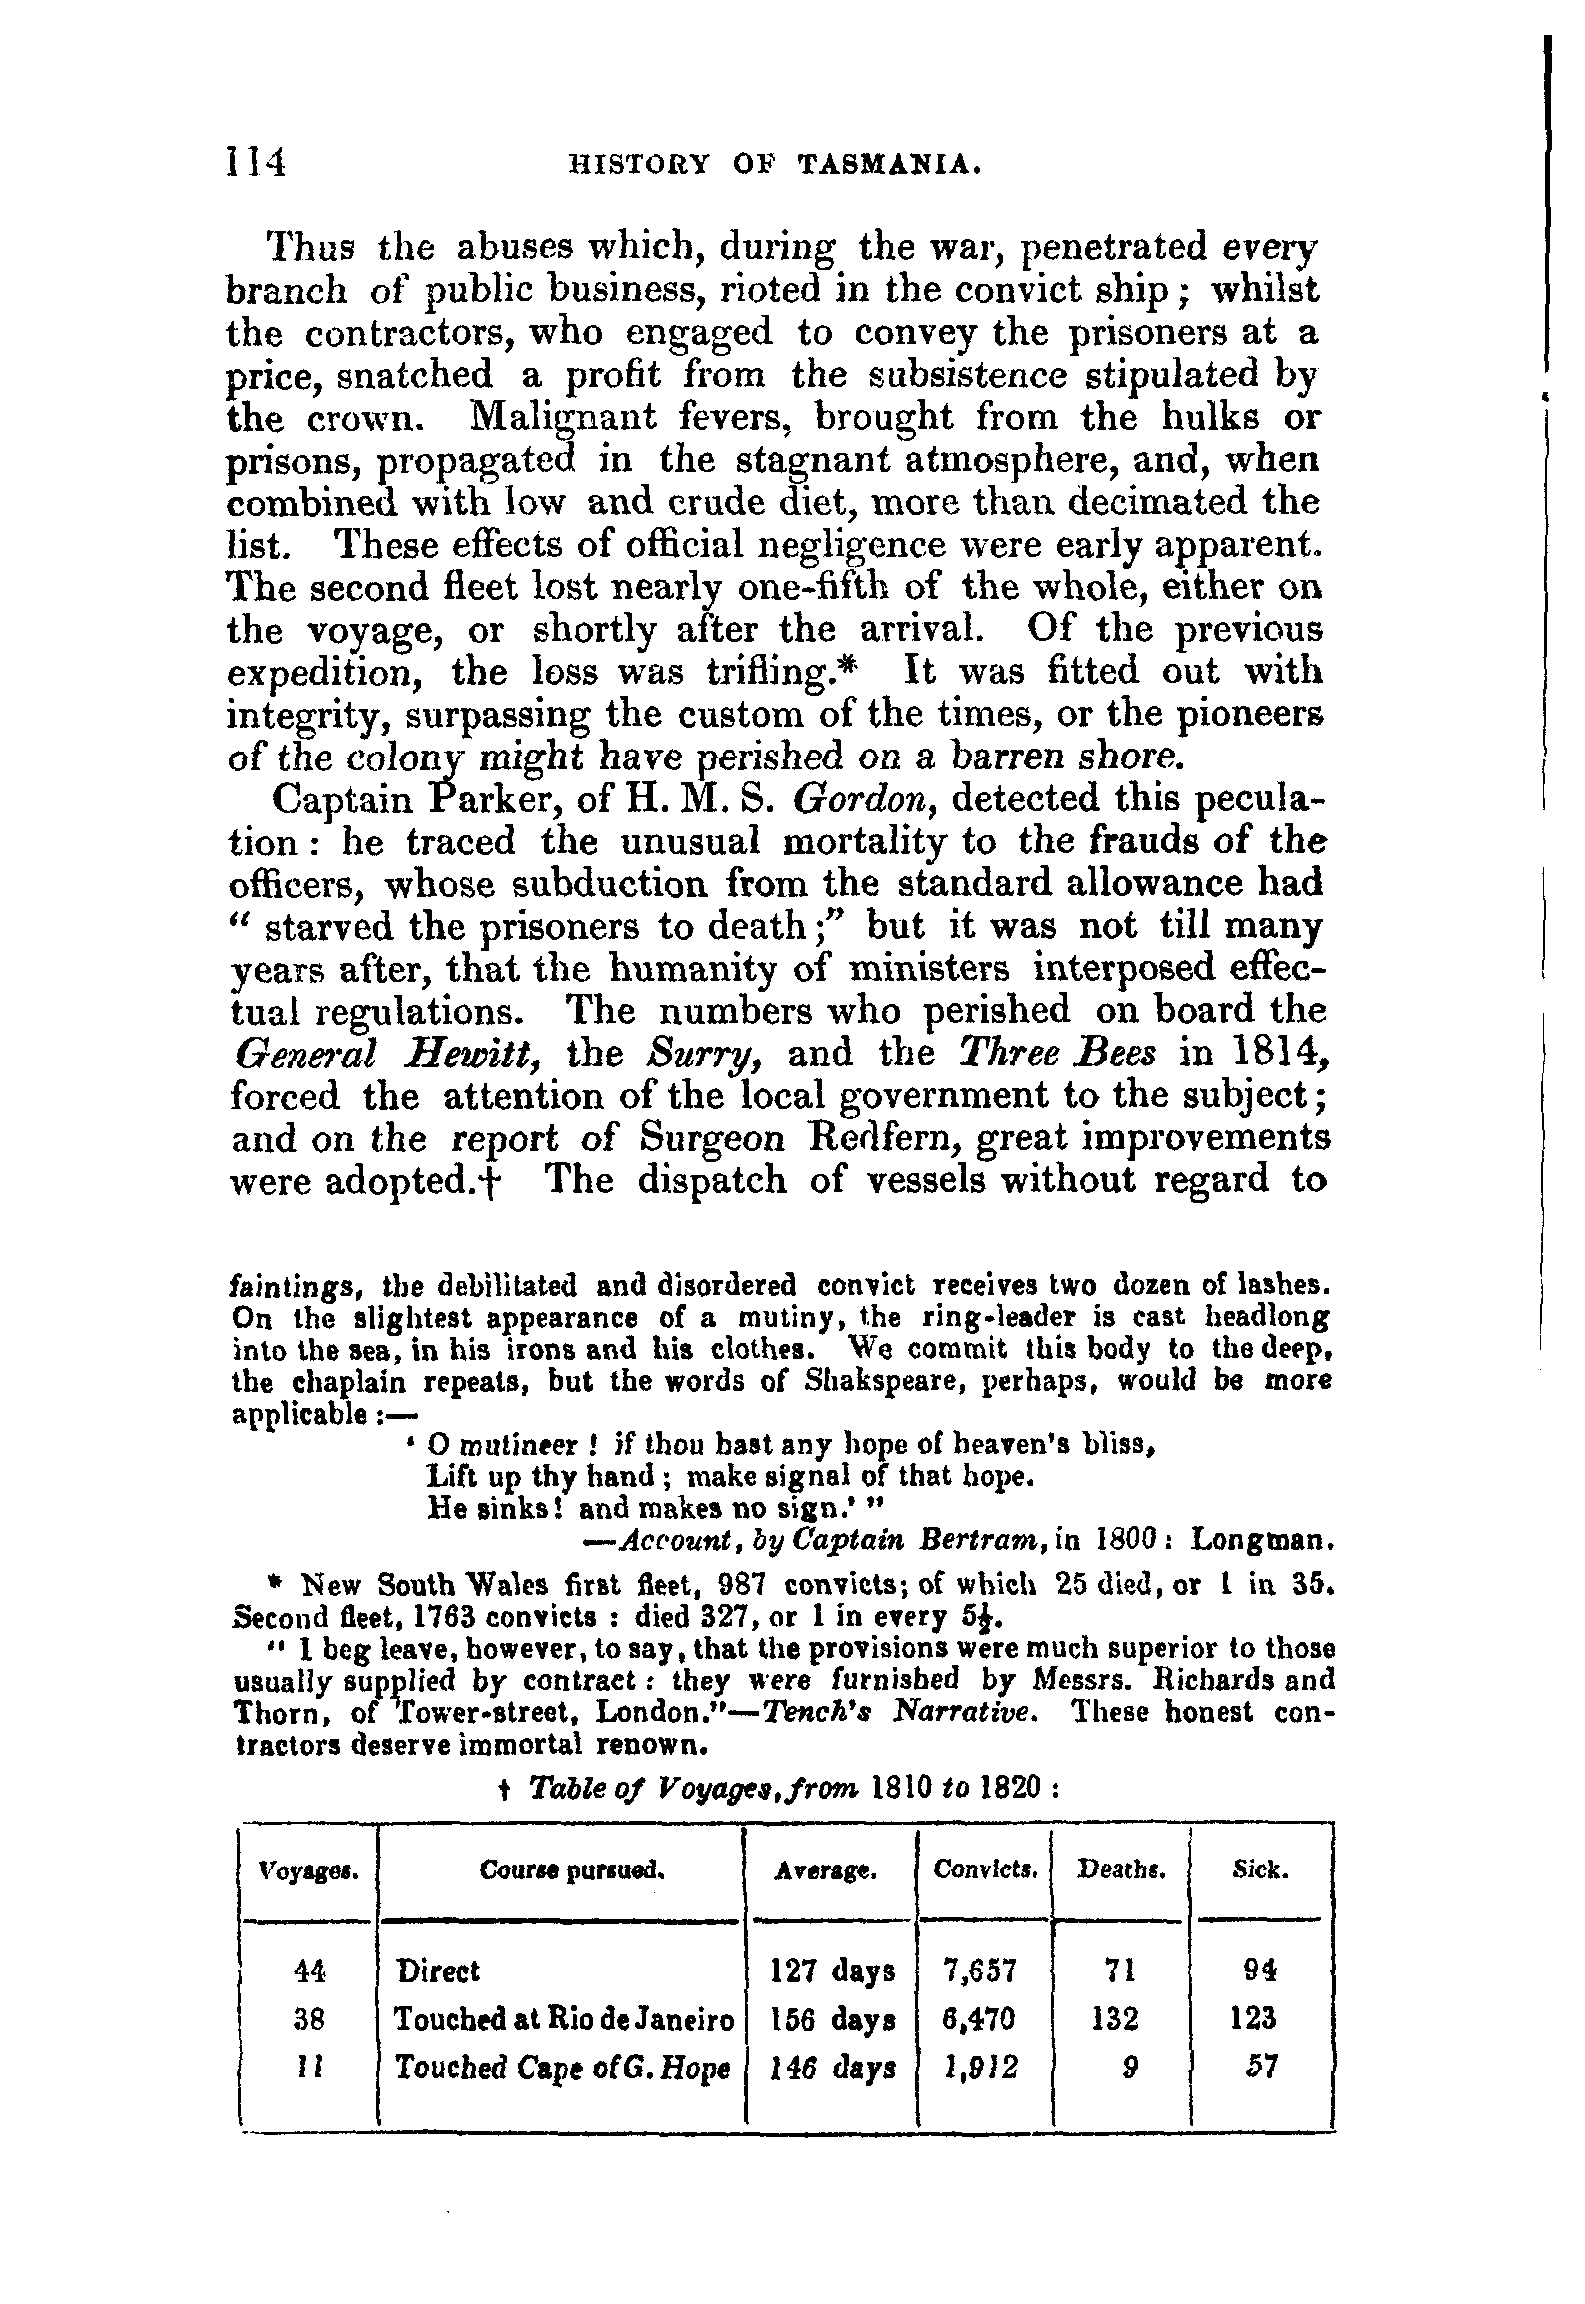 114 HISTORY OF TASMANIA.
Thus the abuses which, during the war, penetrated every
branch of public business, rioted in the convict ship; whilst
the contractors, who engaged to convey the prisoners at a
price, snatched a profit from the subsistence stipulated by
the crown. Malignant fevers, brought from the hulks or
prisons, propagated in the stagnant atmosphere, and, when
combined with low and crude diet, more than decimated the
list. These effects of official negligence were early apparent.
The second fleet lost nearly one-fifth of the whole, either on
the voyage, or shortly after the arrival. Of the previous
expedition, the loss was trifling.* It was fitted out with
integrity, surpassing the custom of the times, or the pioneers
of the colony might have perished on a barren shore.
Captain Parker, of H. M. S. Gordon, detected this pecula-
tion: he traced the unusual mortality to the frauds of the
officers, whose subduction from the standard allowance had
" starved the prisoners to death;" but it was not till many
years after, that the humanity of ministers interposed effec-
tual regulations. The numbers who perished on board the
General Hewitt, the Surry, and the Three Bees in 1814,
forced the attention of the local government to the subject;
and on the report of Surgeon Redfern, great improvements
were adopted.† The dispatch of vessels without regard to
faintings, the debilitated and disordered convict receives two dozen of lashes.
On the slightest appearance of a mutiny, the ring-leader is cast headlong
into the sea, in his irons and his clothes. We commit this body to the deep,
the chaplain repeats, but the words of Shakspeare, perhaps, would be more
applicable:—
' O mutineer! if thou hast any hope of heaven's bliss,
Lift up thy hand; make signal of that hope.
He sinks! and makes no sign.' "
—Account, by Captain Bertram, in 1800: Longman.
* New South Wales first fleet, 987 convicts; of which 25 died, or 1 in 35.
Second fleet, 1763 convicts: died 327, or 1 in every 5½.
" I beg leave, however, to say, that the provisions were much superior to those
usually supplied by contract: they were furnished by Messrs. Richards and
Thorn, of Tower-street, London."—Tench's Narrative. These honest con-
tractors deserve immortal renown.
† Table of Voyages, from 1810 to 1820:
Voyages. Course pursued. Average. Convicts. Deaths. Sick.
44 Direct 127 days 7,657 71 94
38 Touched at Rio de Janeiro 156 days 6,470 132 123
11 Touched Cape of G. Hope 146 days 1,912 9 57